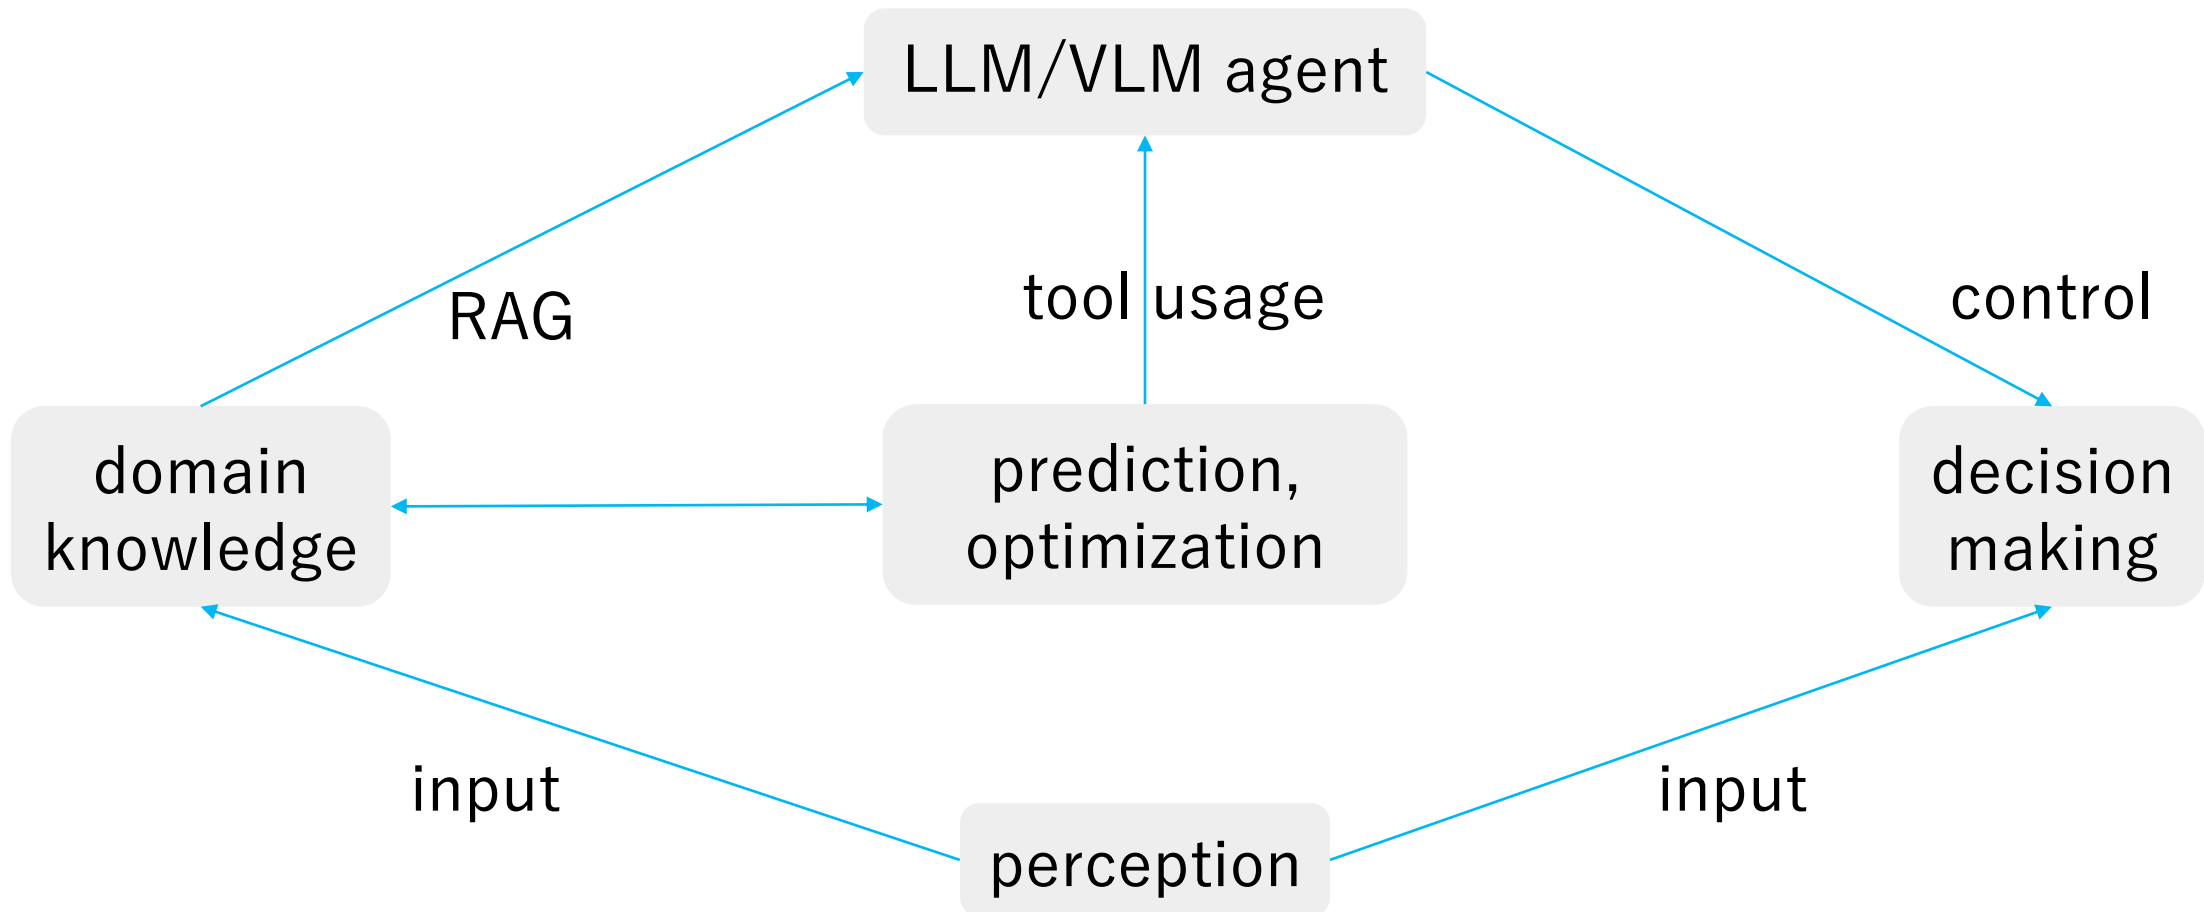 LLM/VLM agent
RAG
tool usage
control
domain
knowledge
prediction,
optimization
decision
making
input
input
perception